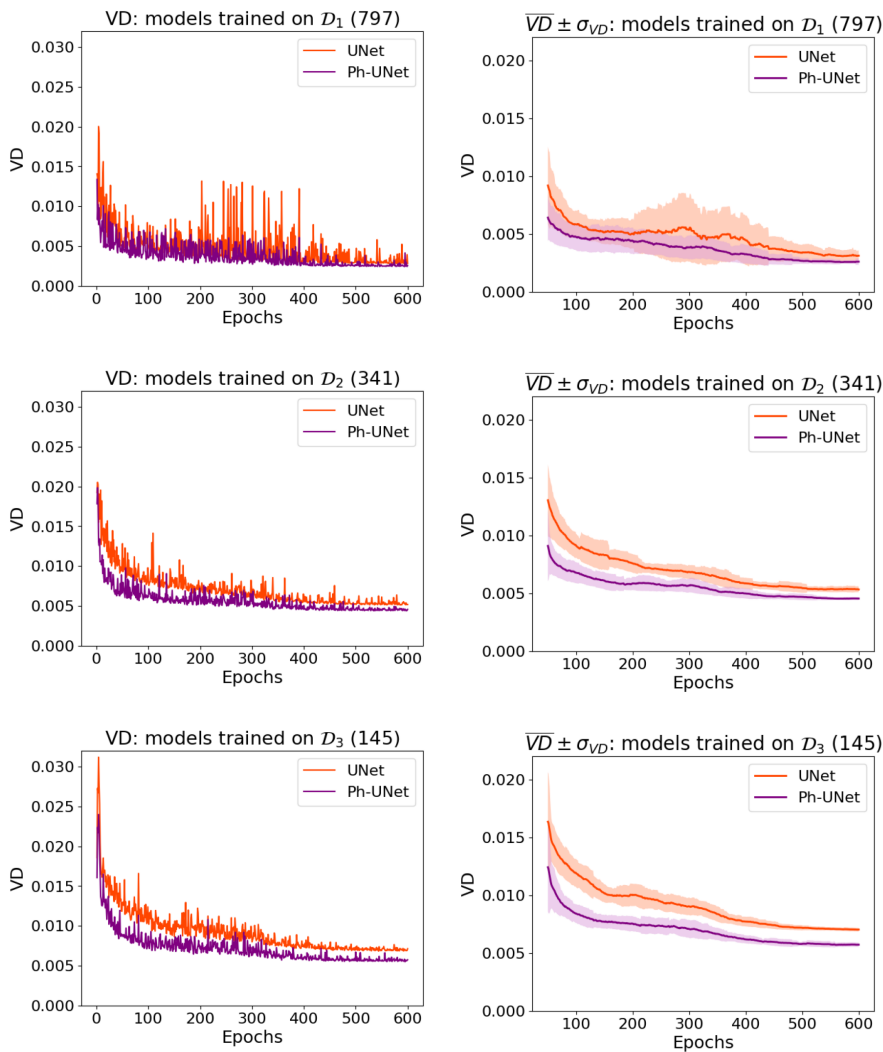 VD: models trained on 𝒟₁ (797)
VD
0.030
0.025
0.020
0.015
0.010
0.005
0.000
UNet
Ph-UNet
0 100 200 300 400 500 600
Epochs
V̅D̅ ± σ_VD: models trained on 𝒟₁ (797)
VD
0.020
0.015
0.010
0.005
0.000
UNet
Ph-UNet
100 200 300 400 500 600
Epochs
VD: models trained on 𝒟₂ (341)
VD
0.030
0.025
0.020
0.015
0.010
0.005
0.000
UNet
Ph-UNet
0 100 200 300 400 500 600
Epochs
V̅D̅ ± σ_VD: models trained on 𝒟₂ (341)
VD
0.020
0.015
0.010
0.005
0.000
UNet
Ph-UNet
100 200 300 400 500 600
Epochs
VD: models trained on 𝒟₃ (145)
VD
0.030
0.025
0.020
0.015
0.010
0.005
0.000
UNet
Ph-UNet
0 100 200 300 400 500 600
Epochs
V̅D̅ ± σ_VD: models trained on 𝒟₃ (145)
VD
0.020
0.015
0.010
0.005
0.000
UNet
Ph-UNet
100 200 300 400 500 600
Epochs